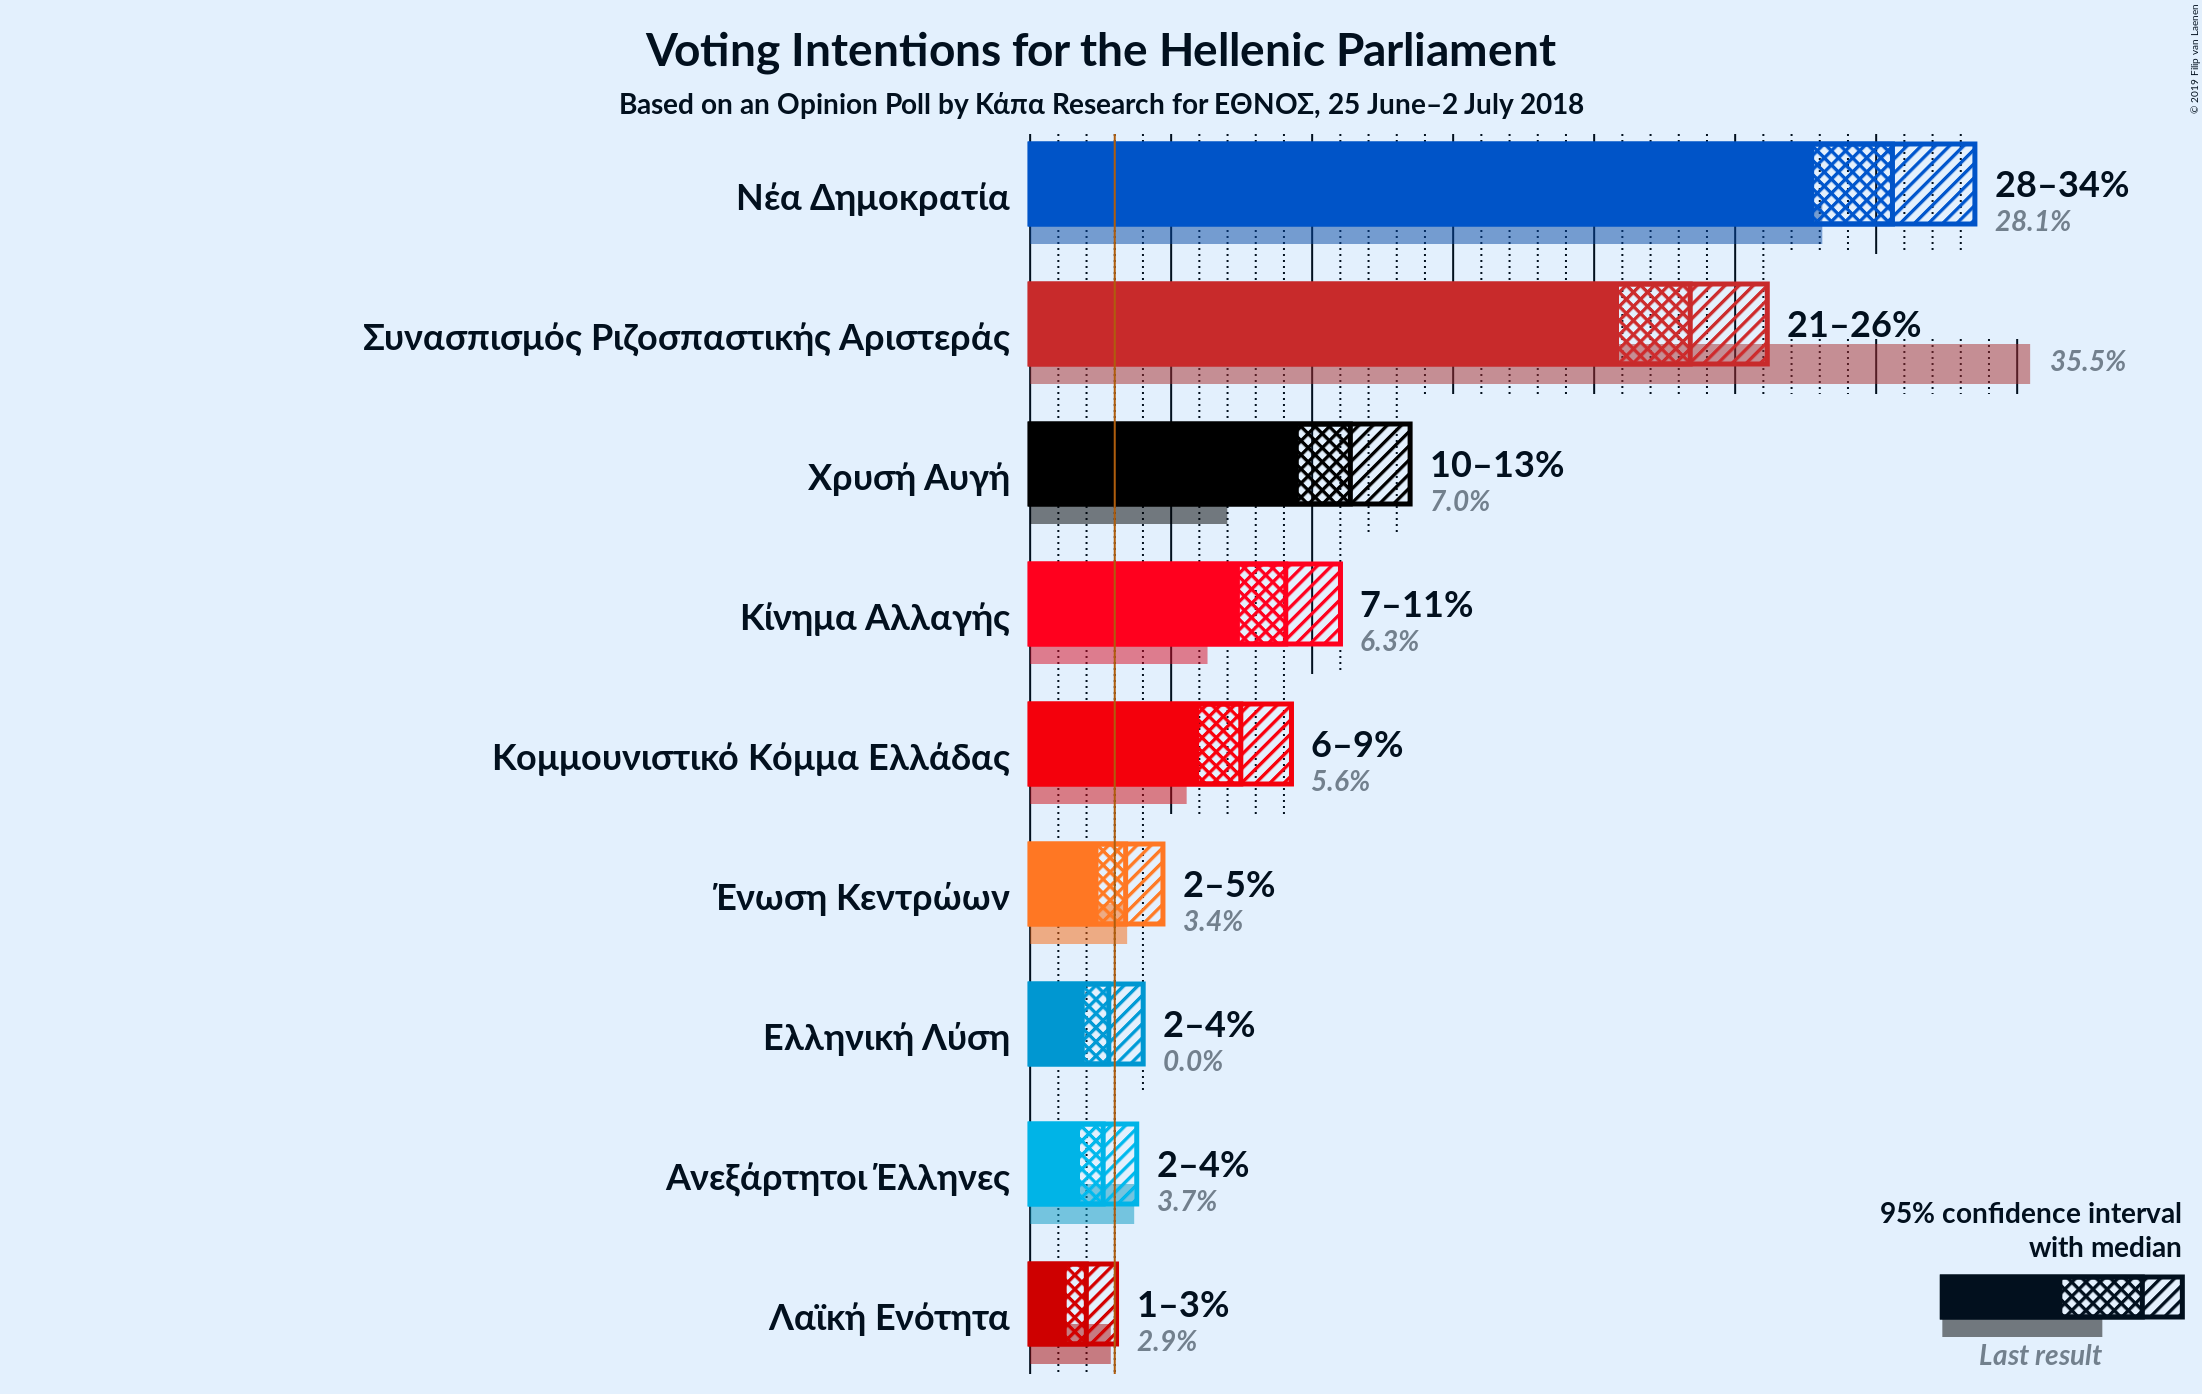 Voting Intentions for the Hellenic Parliament
Based on an Opinion Poll by Κάπα Research for ΕΘΝΟΣ, 25 June–2 July 2018
© 2019 Filip van Laenen
Νέα Δημοκρατία
28–34%
28.1%
Συνασπισμός Ριζοσπαστικής Αριστεράς
21–26%
35.5%
Χρυσή Αυγή
10–13%
7.0%
Κίνημα Αλλαγής
7–11%
6.3%
Κομμουνιστικό Κόμμα Ελλάδας
6–9%
5.6%
Ένωση Κεντρώων
2–5%
3.4%
Ελληνική Λύση
2–4%
0.0%
Ανεξάρτητοι Έλληνες
2–4%
3.7%
Λαϊκή Ενότητα
1–3%
2.9%
95% confidence interval
with median
Last result